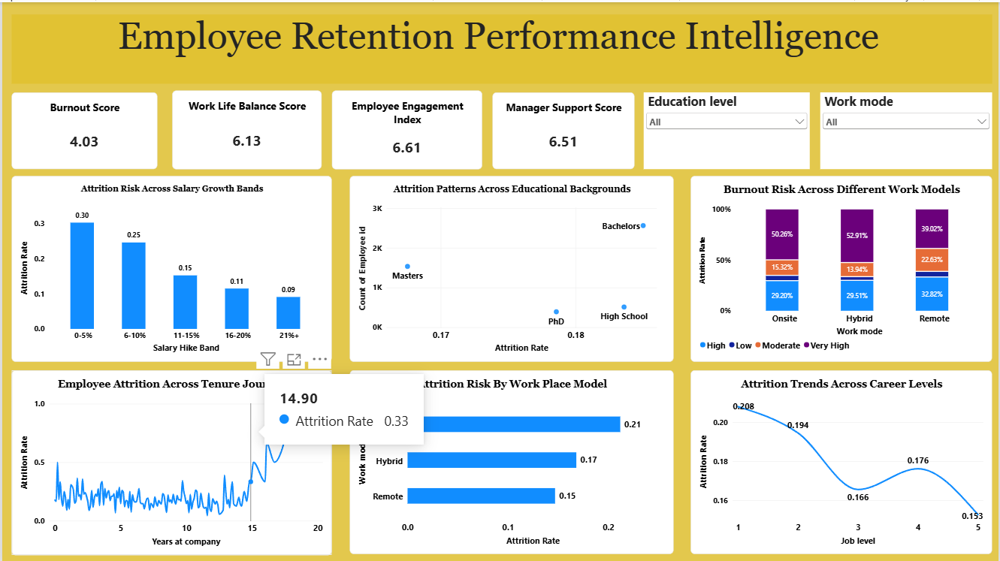 Employee Retention Performance Intelligence
Burnout Score
4.03
Work Life Balance Score
6.13
Employee Engagement
Index
6.61
Manager Support Score
6.51
Education level
All
Work mode
All
Attrition Risk Across Salary Growth Bands
Attrition Rate
0.3
0.2
0.1
0.0
0.30
0.25
0.15
0.11
0.09
0-5%
6-10%
11-15%
16-20%
21%+
Salary Hike Band
Attrition Patterns Across Educational Backgrounds
Count of Employee id
3K
2K
1K
0K
Bachelors
Masters
PhD
High School
0.17
0.18
Attrition Rate
Burnout Risk Across Different Work Models
Attrition Rate
100%
50%
0%
50.26%
15.32%
29.20%
52.91%
13.94%
29.51%
39.02%
22.63%
32.82%
Onsite
Hybrid
Remote
Work mode
High
Low
Moderate
Very High
Employee Attrition Across Tenure Jou
Attrition Rate
1.0
0.5
0.0
0
5
10
15
20
Years at company
14.90
Attrition Rate 0.33
ttrition Risk By Work Place Model
Work mod
0.21
Hybrid
0.17
Remote
0.15
0.0
0.1
0.2
Attrition Rate
Attrition Trends Across Career Levels
Attrition Rate
0.20
0.18
0.16
0.208
0.194
0.166
0.176
0.153
1
2
3
4
5
Job level